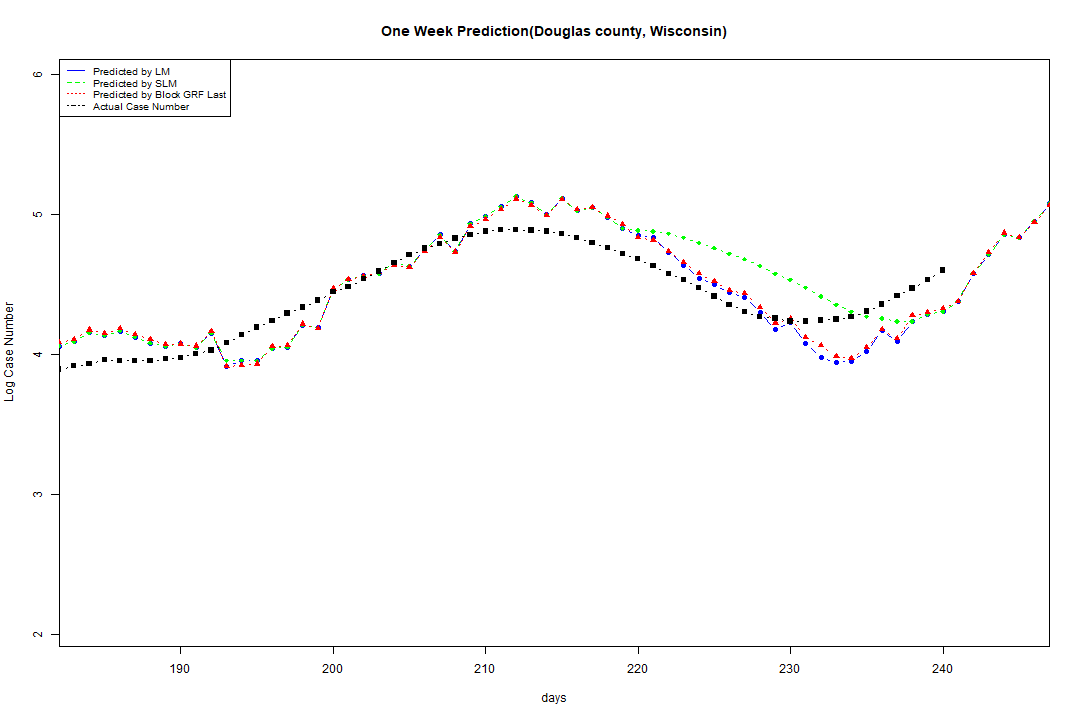 One Week Prediction(Douglas county, Wisconsin)
Predicted by LM
Predicted by SLM
Predicted by Block GRF Last
Actual Case Number
6
5
4
3
2
Log Case Number
190 200 210 220 230 240
days